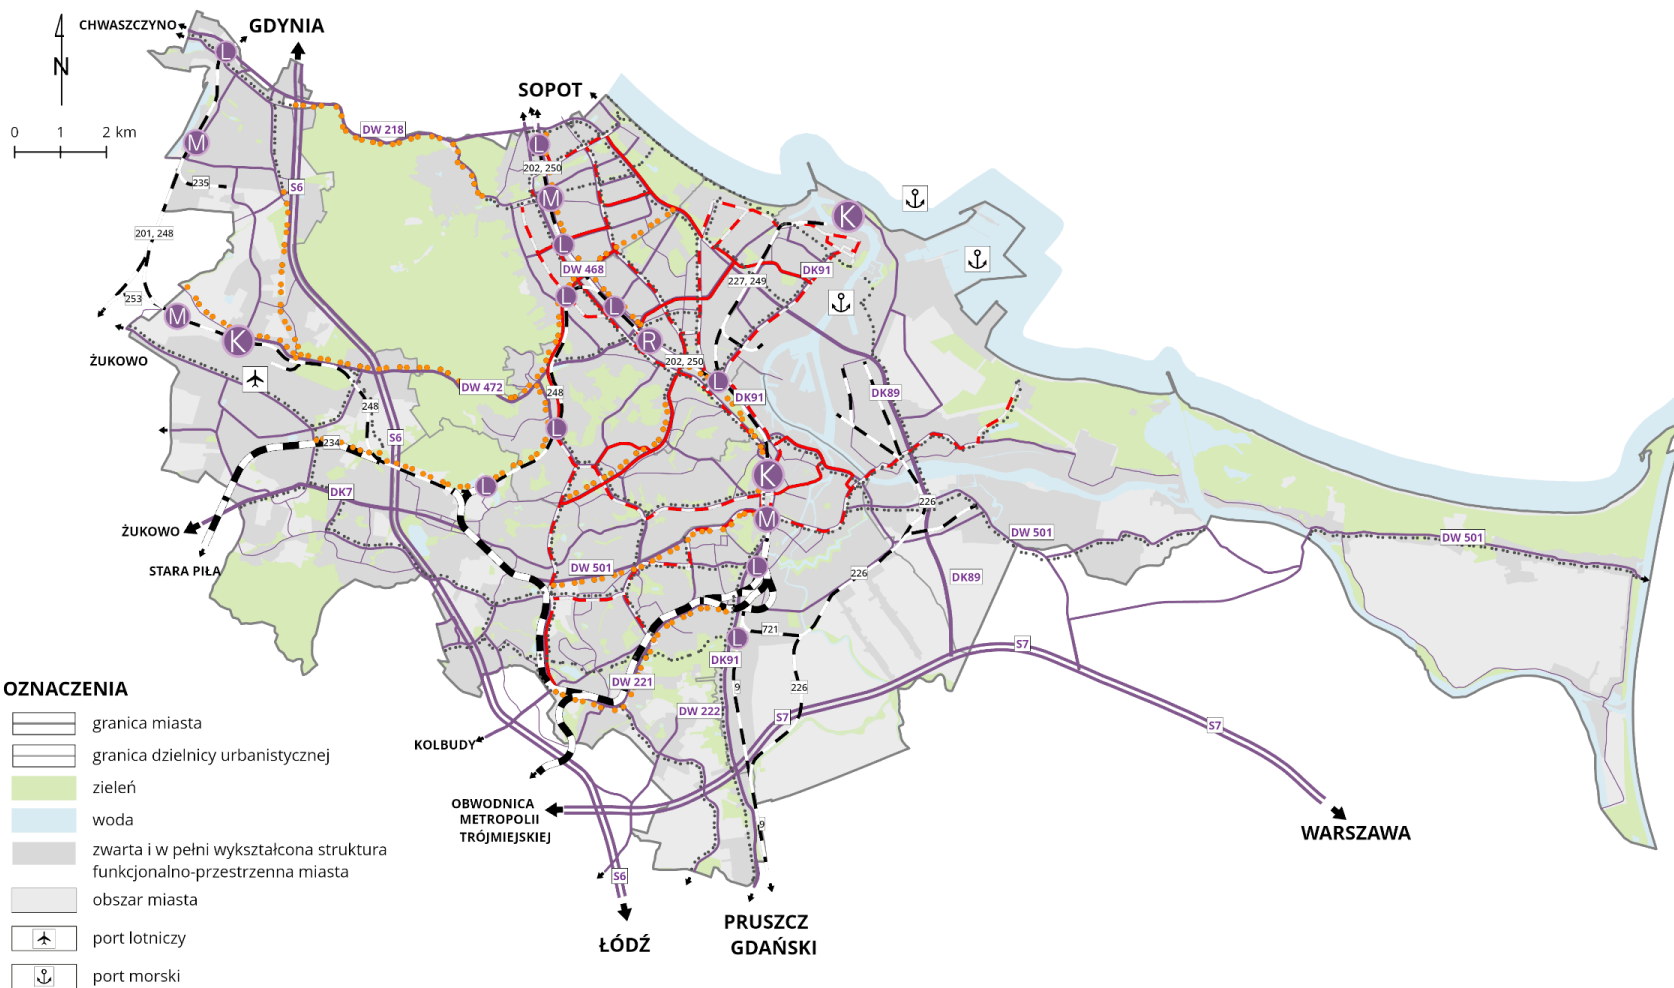 CHWASZCZYNO
GDYNIA
N
0 1 2 km
SOPOT
L
M
DW 218
L
202, 250
M
235
S6
K
201, 248
L
DW 468
DK91
227, 249
253
M
L
L
K
R
ŻUKOWO
202, 250
L
DW 472
248
DK91
DK89
248
L
234
S6
K
L
DK7
226
M
ŻUKOWO
DW 501
DW 501
STARA PIŁA
DW 501
L
226
DK89
721
L
S7
DK91
DW 221
9
226
DW 222
S7
S7
KOLBUDY
OBWODNICA
METROPOLII
TRÓJMIEJSKIEJ
9
WARSZAWA
S6
PRUSZCZ
GDAŃSKI
ŁÓDŹ
OZNACZENIA
granica miasta
granica dzielnicy urbanistycznej
zieleń
woda
zwarta i w pełni wykształcona struktura
funkcjonalno-przestrzenna miasta
obszar miasta
port lotniczy
port morski